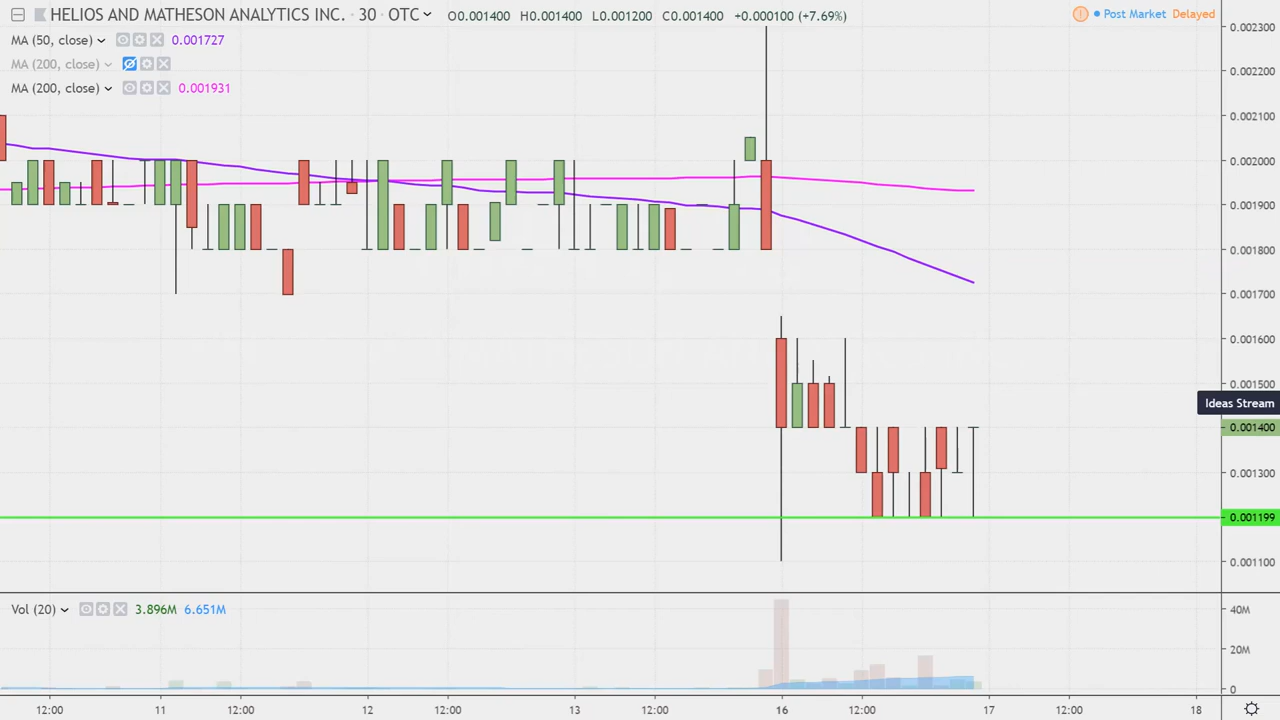 HELIOS AND MATHESON ANALYTICS INC. 30 OTC O0.001400 H0.001400 L0.001200 C0.001400 +0.000100 (+7.69%)
Post Market Delayed
MA (50, close) 0.001727
MA (200, close)
MA (200, close) 0.001931
0.002300
0.002200
0.002100
0.002000
0.001900
0.001800
0.001700
0.001600
0.001500
Ideas Stream
0.001400
0.001300
0.001199
0.001100
Vol (20) 3.896M 6.651M
40M
20M
0
12:00 11 12:00 12 12:00 13 12:00 16 12:00 17 12:00 18